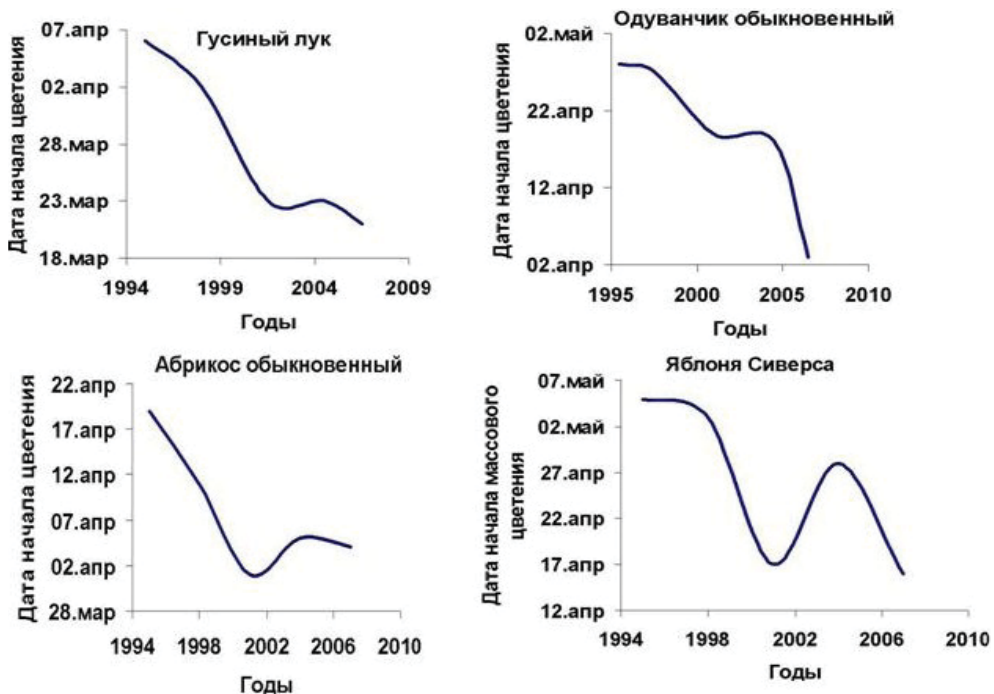 Гусиный лук
Дата начала цветения
07.апр
02.апр
28.мар
23.мар
18.мар
1994 1999 2004 2009
Годы
Одуванчик обыкновенный
Дата начала цветения
02.май
22.апр
12.апр
02.апр
1995 2000 2005 2010
Годы
Абрикос обыкновенный
Дата начала цветения
22.апр
17.апр
12.апр
07.апр
02.апр
28.мар
1994 1998 2002 2006 2010
Годы
Яблоня Сиверса
Дата начала массового
цветения
07.май
02.май
27.апр
22.апр
17.апр
12.апр
1994 1998 2002 2006 2010
Годы